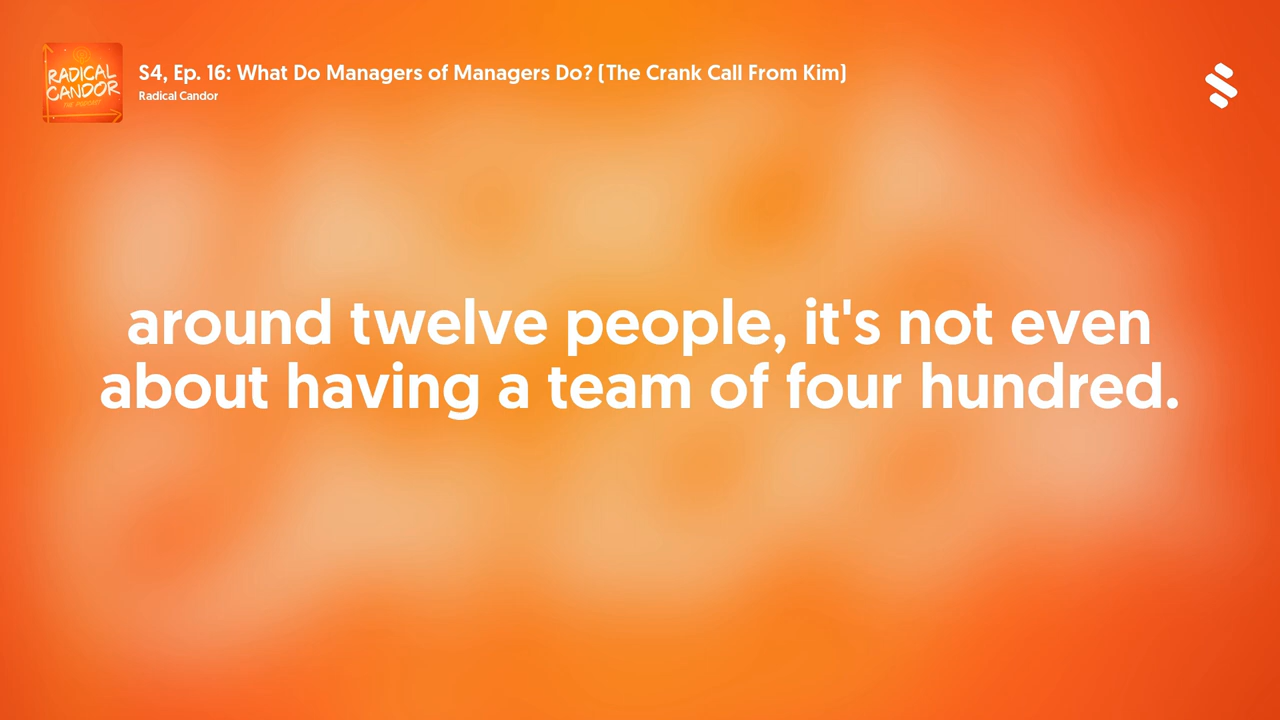 RADICAL
CANDOR
S4, Ep. 16: What Do Managers of Managers Do? (The Crank Call From Kim)
Radical Candor
around twelve people, it's not even
about having a team of four hundred.